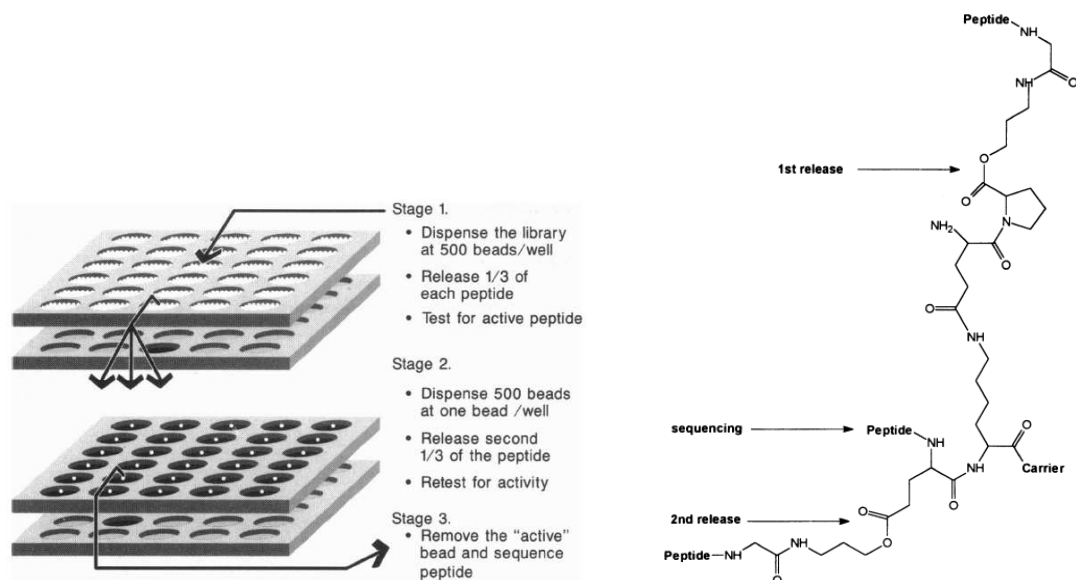 Stage 1.
• Dispense the library
at 500 beads/well
• Release 1/3 of
each peptide
• Test for active peptide
Stage 2.
• Dispense 500 beads
at one bead /well
• Release second
1/3 of the peptide
• Retest for activity
Stage 3.
• Remove the "active"
bead and sequence
peptide
Peptide
NH
O
NH
O
1st release
O
NH2
N
O
O
NH
sequencing
Peptide
NH
O
NH
Carrier
O
2nd release
O
O
Peptide
NH
NH
O